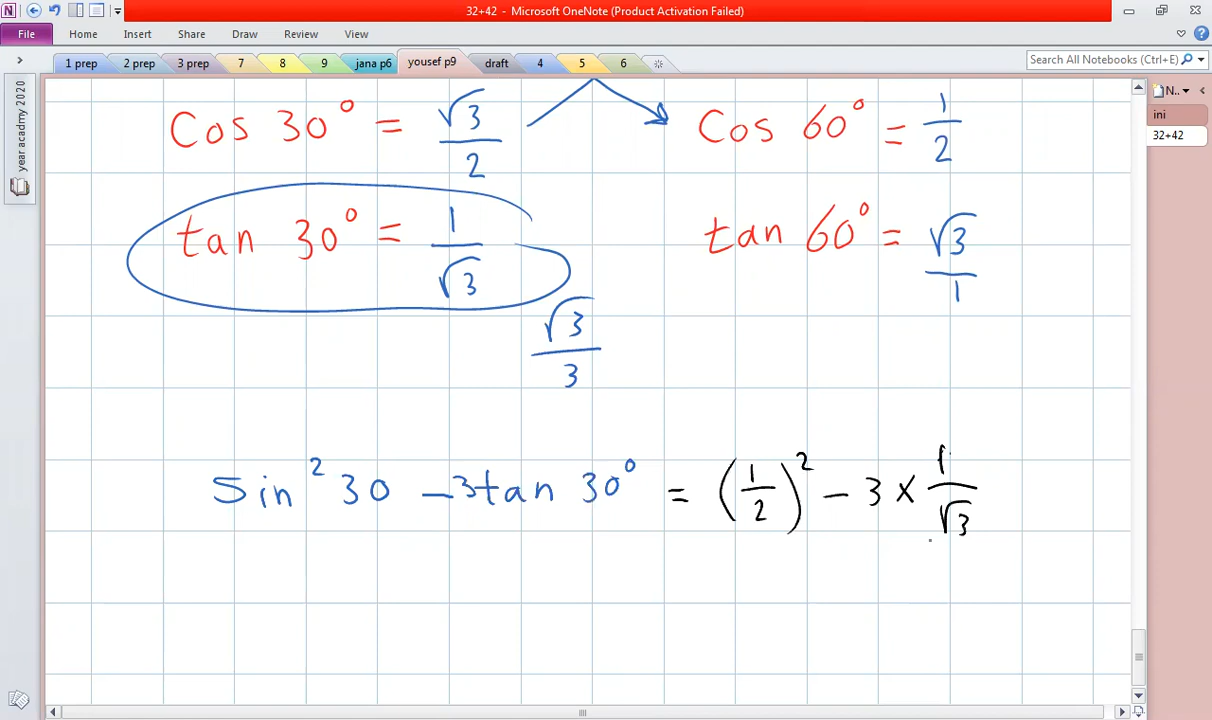 32+42 - Microsoft OneNote (Product Activation Failed)
File Home Insert Share Draw Review View
1 prep 2 prep 3 prep 7 8 9 jana p6 yousef p9 draft 4 5 6
Search All Notebooks (Ctrl+E)
N..
ini
32+42
year acadmy 2020
Cos 30° = √3/2
Cos 60° = 1/2
tan 30° = 1/√3
tan 60° = √3/1
√3/3
Sin² 30 – 3tan 30° = (1/2)² – 3 × 1/√3